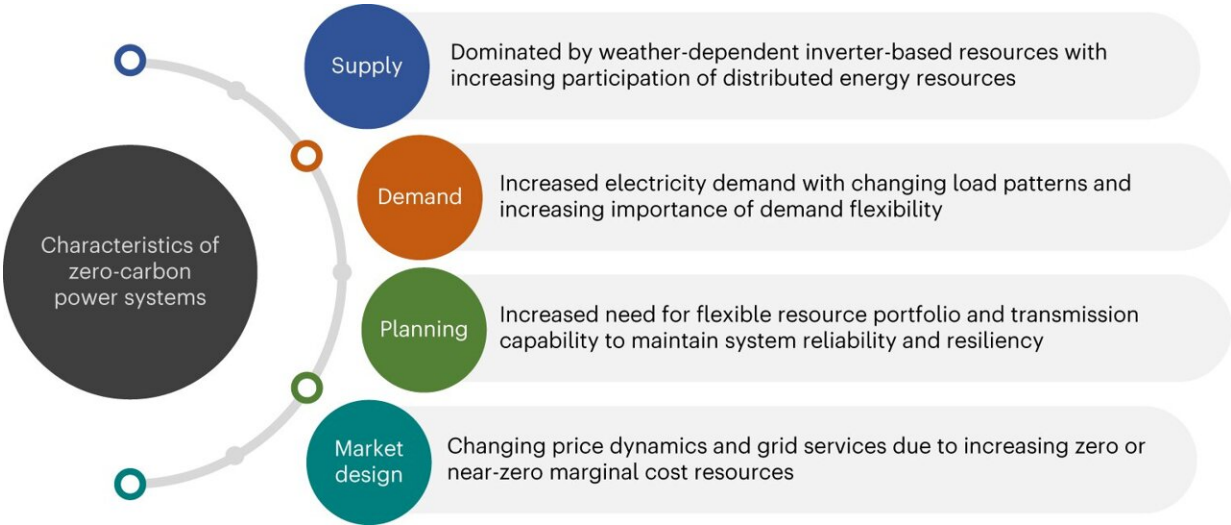 Characteristics of
zero-carbon
power systems
Supply
Dominated by weather-dependent inverter-based resources with
increasing participation of distributed energy resources
Demand
Increased electricity demand with changing load patterns and
increasing importance of demand flexibility
Planning
Increased need for flexible resource portfolio and transmission
capability to maintain system reliability and resiliency
Market
design
Changing price dynamics and grid services due to increasing zero or
near-zero marginal cost resources